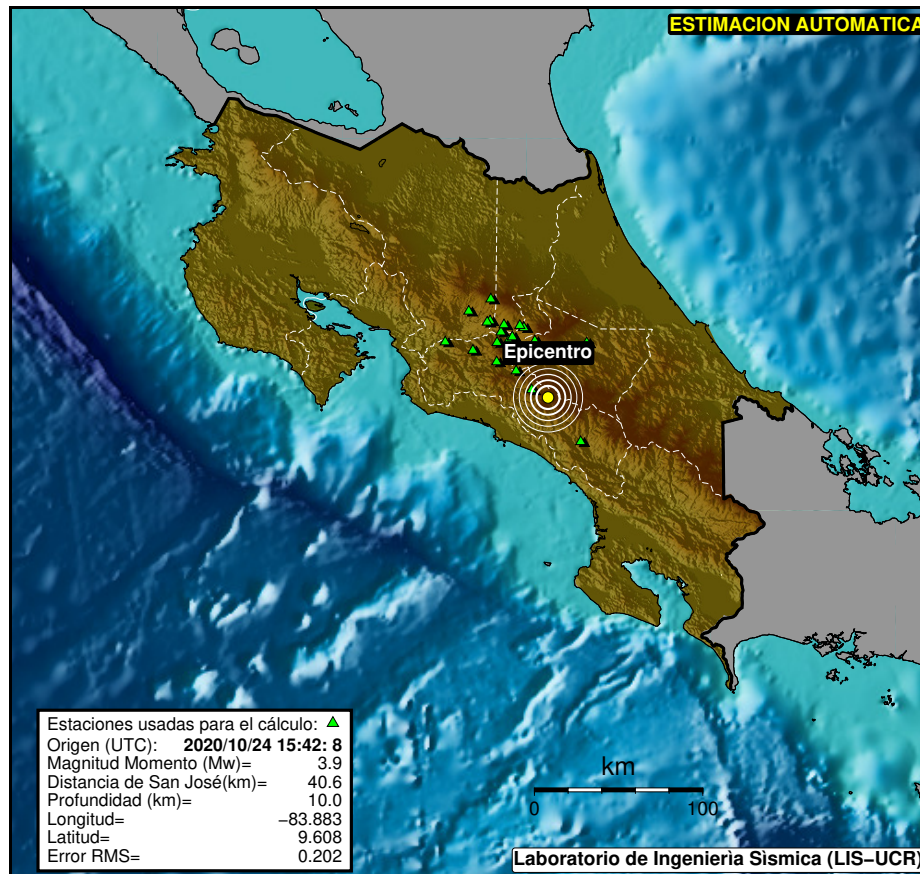 ESTIMACION AUTOMATICA
Epicentro
Estaciones usadas para el cálculo:
Origen (UTC): 2020/10/24 15:42: 8
Magnitud Momento (Mw)= 3.9
Distancia de San José(km)= 40.6
Profundidad (km)= 10.0
Longitud= −83.883
Latitud= 9.608
Error RMS= 0.202
km
0 100
Laboratorio de Ingenierìa Sìsmica (LIS−UCR)